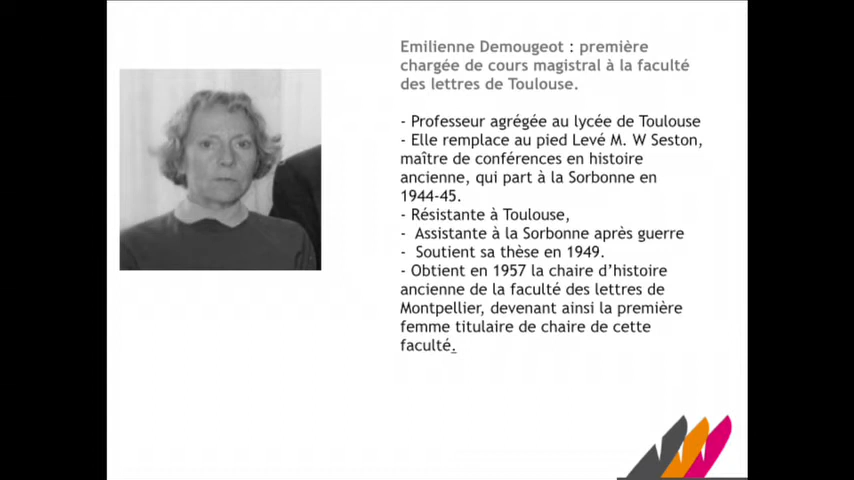 Emilienne Demougeot : première
chargée de cours magistral à la faculté
des lettres de Toulouse.
- Professeur agrégée au lycée de Toulouse
- Elle remplace au pied Levé M. W Seston,
maître de conférences en histoire
ancienne, qui part à la Sorbonne en
1944-45.
- Résistante à Toulouse,
- Assistante à la Sorbonne après guerre
- Soutient sa thèse en 1949.
- Obtient en 1957 la chaire d’histoire
ancienne de la faculté des lettres de
Montpellier, devenant ainsi la première
femme titulaire de chaire de cette
faculté.